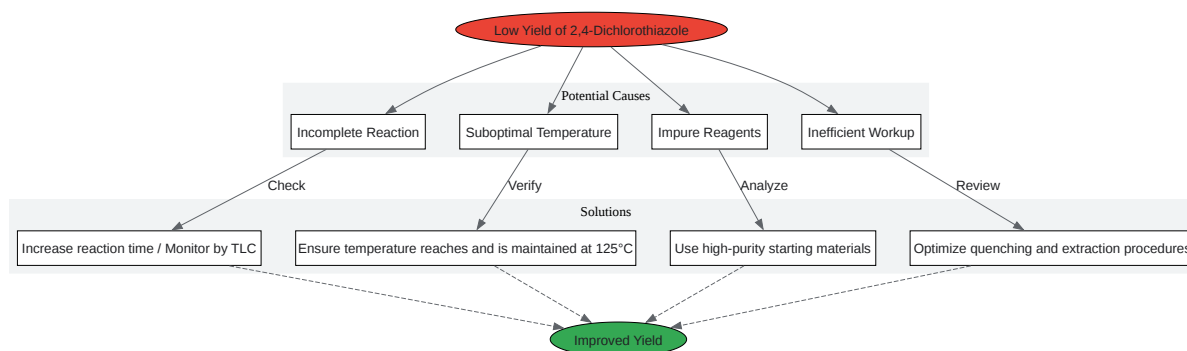 Low Yield of 2,4-Dichlorothiazole
Potential Causes
Incomplete Reaction
Suboptimal Temperature
Impure Reagents
Inefficient Workup
Check
Verify
Analyze
Review
Solutions
Increase reaction time / Monitor by TLC
Ensure temperature reaches and is maintained at 125°C
Use high-purity starting materials
Optimize quenching and extraction procedures
Improved Yield